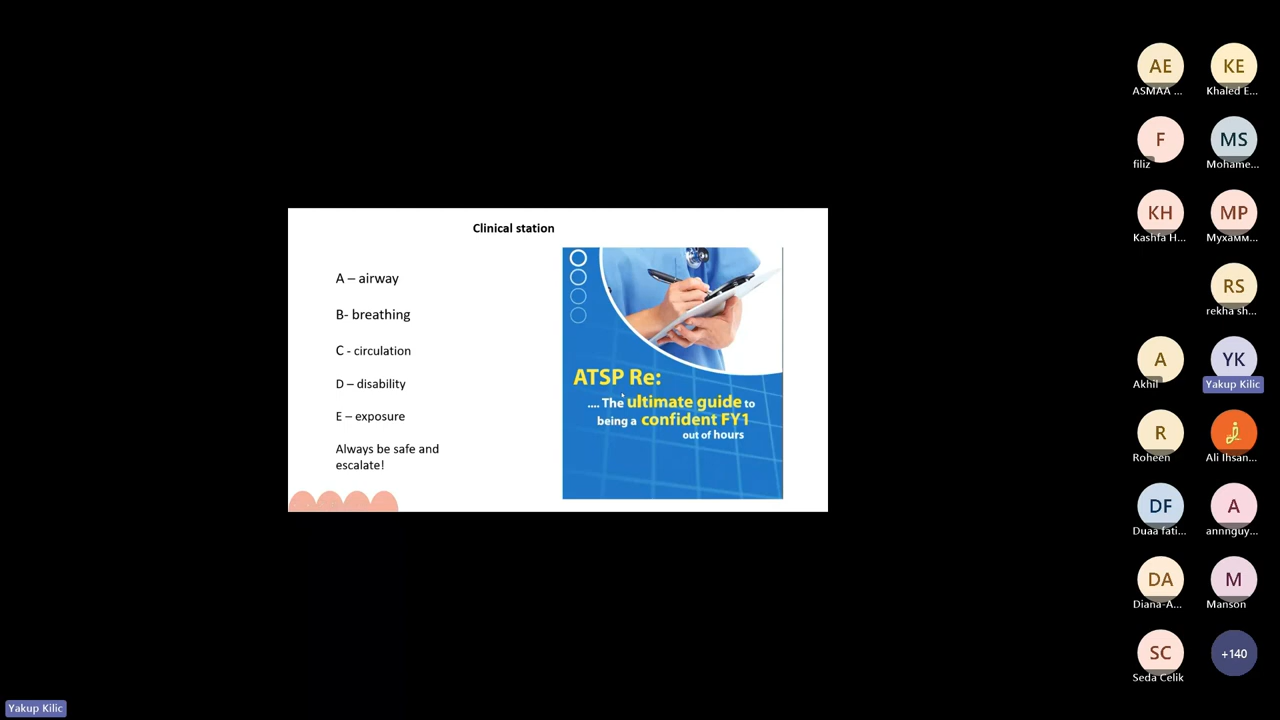 Clinical station
A – airway
B- breathing
C - circulation
D – disability
E – exposure
Always be safe and
escalate!
ATSP Re:
.... The ultimate guide to
being a confident FY1
out of hours
AE
ASMAA ...
KE
Khaled E...
F
filiz
MS
Mohame...
KH
Kashfa H...
MP
Мухамм...
RS
rekha sh...
A
Akhil
YK
Yakup Kilic
R
Roheen
Ali Ihsan...
DF
Duaa fati...
A
annnguy...
DA
Diana-A...
M
Manson
SC
Seda Celik
+140
Yakup Kilic